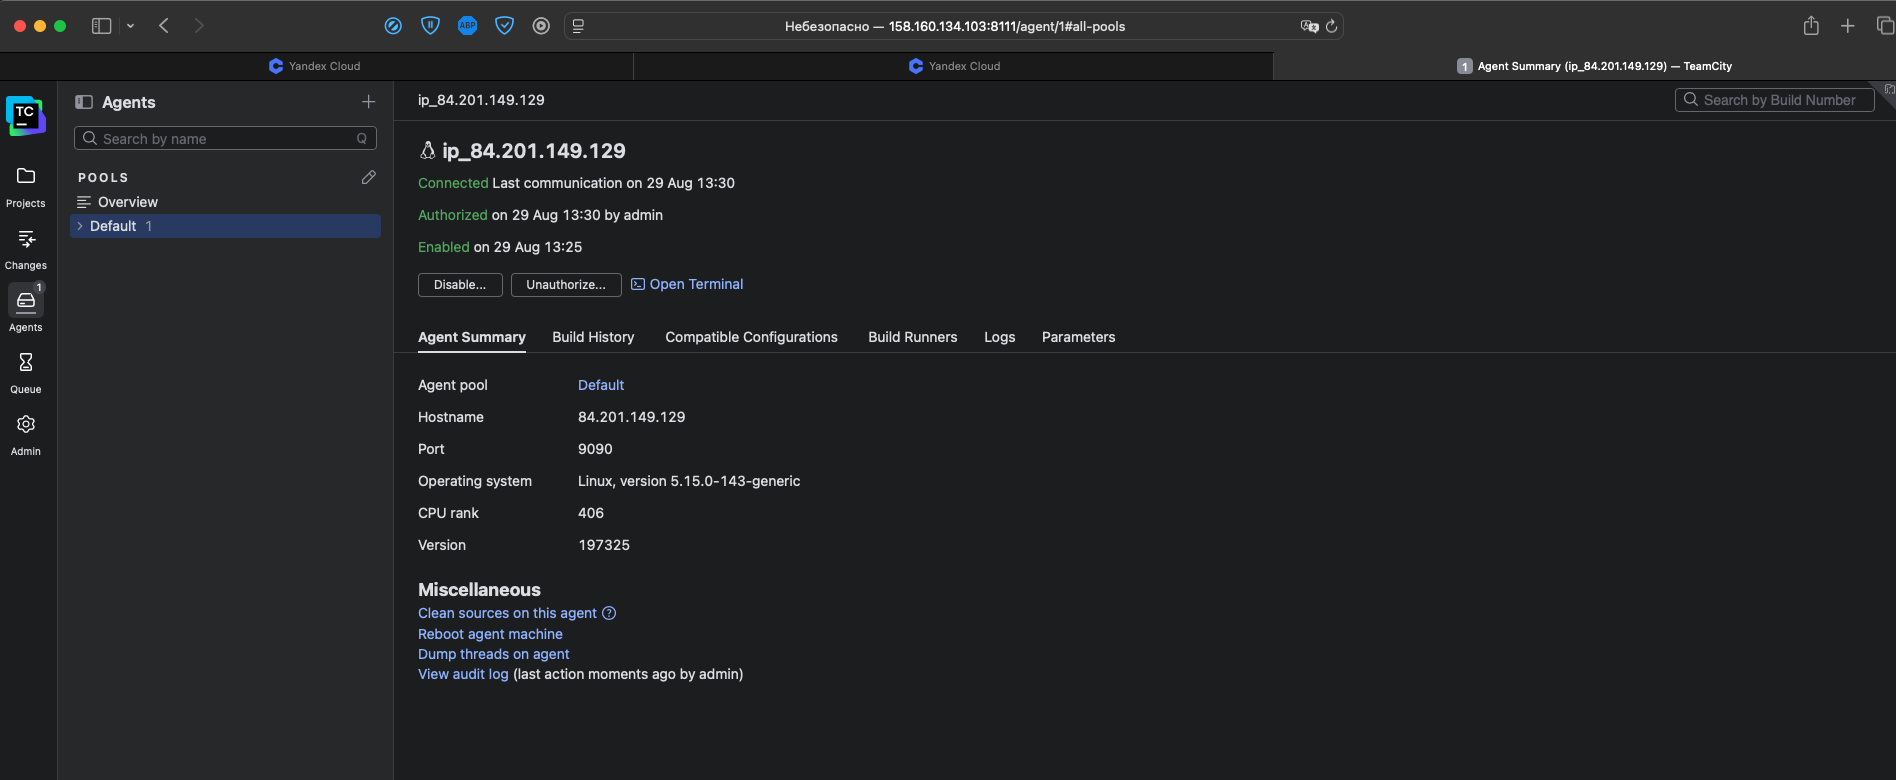 ABP
Небезопасно — 158.160.134.103:8111/agent/1#all-pools
Yandex Cloud
Yandex Cloud
1 Agent Summary (ip_84.201.149.129) — TeamCity
TC
Projects
Changes
1
Agents
Queue
Admin
Agents
Search by name Q
POOLS
Overview
Default 1
ip_84.201.149.129
Search by Build Number
ip_84.201.149.129
Connected Last communication on 29 Aug 13:30
Authorized on 29 Aug 13:30 by admin
Enabled on 29 Aug 13:25
Disable... Unauthorize... Open Terminal
Agent Summary Build History Compatible Configurations Build Runners Logs Parameters
Agent pool Default
Hostname 84.201.149.129
Port 9090
Operating system Linux, version 5.15.0-143-generic
CPU rank 406
Version 197325
Miscellaneous
Clean sources on this agent ?
Reboot agent machine
Dump threads on agent
View audit log (last action moments ago by admin)